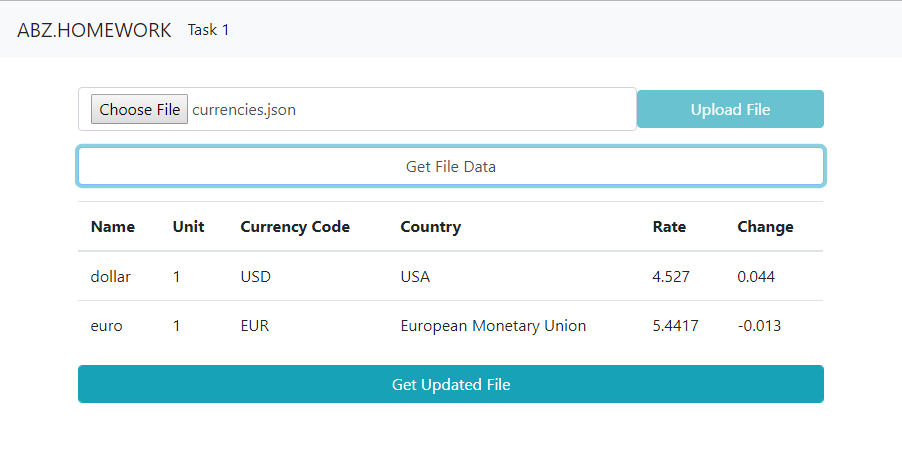 ABZ.HOMEWORK Task 1
Choose File currencies.json Upload File
Get File Data
Name Unit Currency Code Country Rate Change
dollar 1 USD USA 4.527 0.044
euro 1 EUR European Monetary Union 5.4417 -0.013
Get Updated File